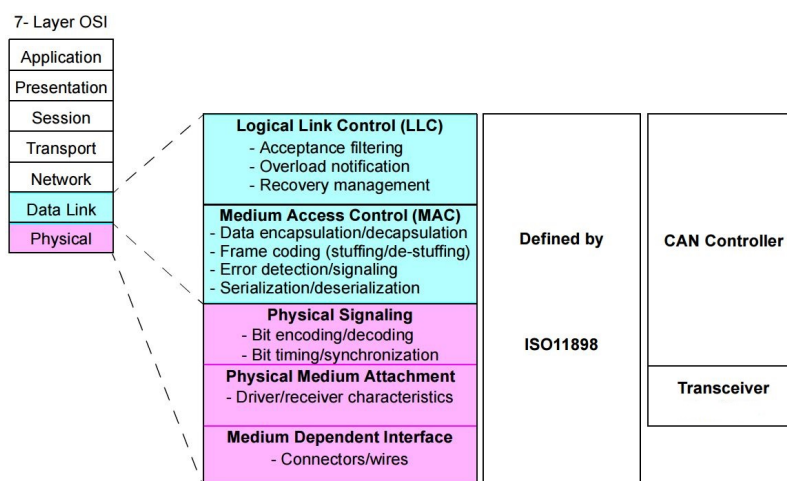 7- Layer OSI
Application
Presentation
Session
Transport
Network
Data Link
Physical
Logical Link Control (LLC)
- Acceptance filtering
- Overload notification
- Recovery management
Medium Access Control (MAC)
- Data encapsulation/decapsulation
- Frame coding (stuffing/de-stuffing)
- Error detection/signaling
- Serialization/deserialization
Physical Signaling
- Bit encoding/decoding
- Bit timing/synchronization
Physical Medium Attachment
- Driver/receiver characteristics
Medium Dependent Interface
- Connectors/wires
Defined by
ISO11898
CAN Controller
Transceiver